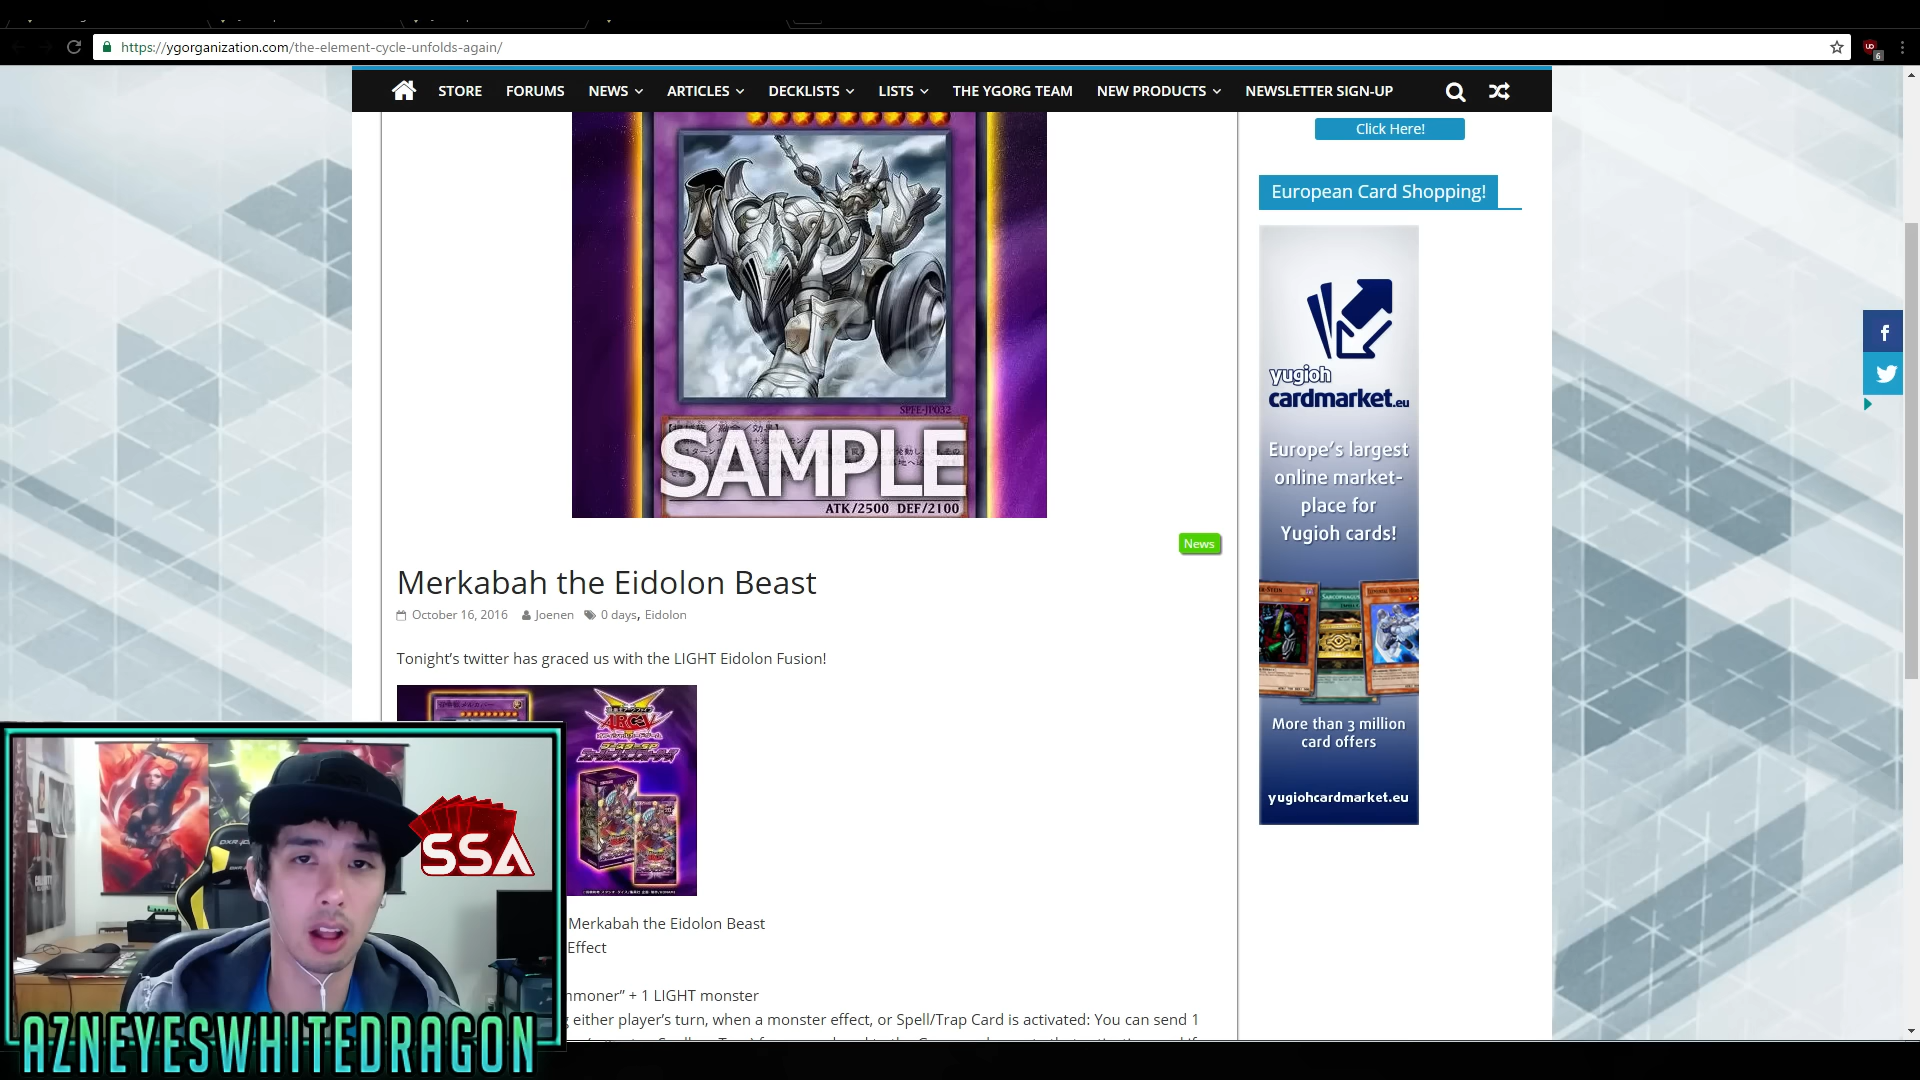 https://ygorganization.com/the-element-cycle-unfolds-again/
STORE FORUMS NEWS ARTICLES DECKLISTS LISTS THE YGORG TEAM NEW PRODUCTS NEWSLETTER SIGN-UP
Click Here!
European Card Shopping!
SPFE-JP032
SAMPLE
ATK/2500 DEF/2100
News
Merkabah the Eidolon Beast
October 16, 2016 Joenen 0 days, Eidolon
Tonight's twitter has graced us with the LIGHT Eidolon Fusion!
ARC-V
Merkabah the Eidolon Beast
Effect
" + 1 LIGHT monster
either player's turn, when a monster effect, or Spell/Trap Card is activated: You can send 1
yugioh
cardmarket.eu
Europe's largest
online market-
place for
Yugioh cards!
More than 3 million
card offers
yugiohcardmarket.eu
SSA
AZNEYESWHITEDRAGON